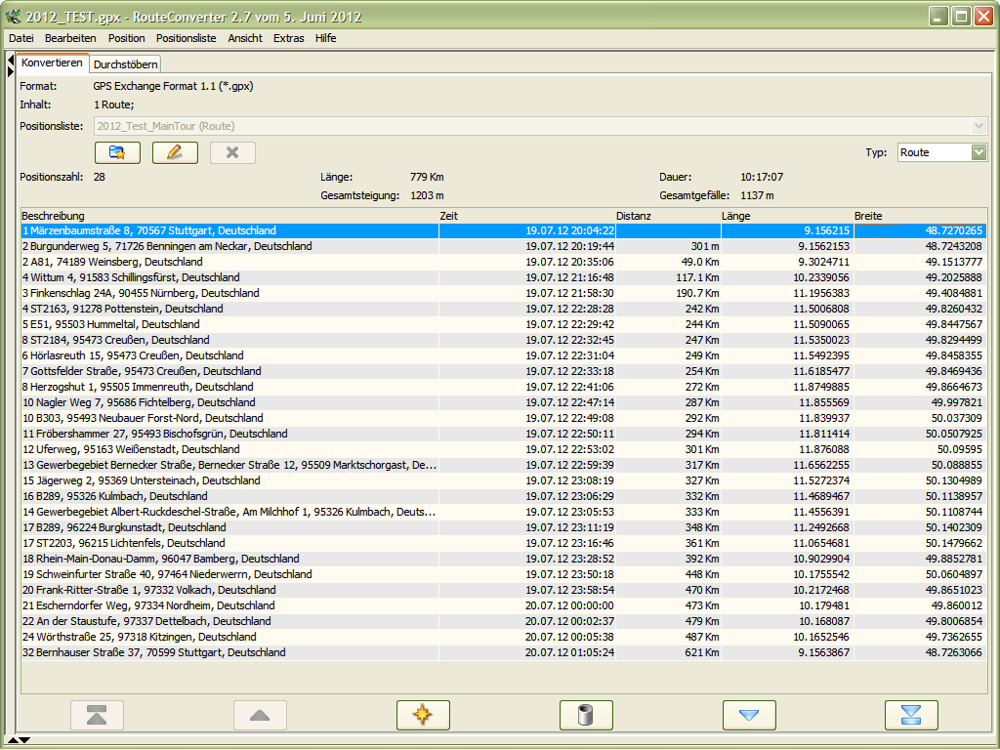 2012_TEST.gpx - RouteConverter 2.7 vom 5. Juni 2012
Datei Bearbeiten Position Positionsliste Ansicht Extras Hilfe
Konvertieren Durchstöbern
Format: GPS Exchange Format 1.1 (*.gpx)
Inhalt: 1 Route;
Positionsliste: 2012_Test_MainTour (Route)
Typ: Route
Positionszahl: 28 Länge: 779 Km Dauer: 10:17:07
Gesamtsteigung: 1203 m Gesamtgefälle: 1137 m
Beschreibung Zeit Distanz Länge Breite
1 Märzenbaumstraße 8, 70567 Stuttgart, Deutschland 19.07.12 20:04:22 9.156215 48.7270265
2 Burgunderweg 5, 71726 Benningen am Neckar, Deutschland 19.07.12 20:19:44 301 m 9.1562153 48.7243208
2 A81, 74189 Weinsberg, Deutschland 19.07.12 20:35:06 49.0 Km 9.3024711 49.1513777
4 Wittum 4, 91583 Schillingsfürst, Deutschland 19.07.12 21:16:48 117.1 Km 10.2339056 49.2025888
3 Finkenschlag 24A, 90455 Nürnberg, Deutschland 19.07.12 21:58:30 190.7 Km 11.1956383 49.4084881
4 ST2163, 91278 Pottenstein, Deutschland 19.07.12 22:28:28 242 Km 11.5006808 49.8260432
5 E51, 95503 Hummeltal, Deutschland 19.07.12 22:29:42 244 Km 11.5090065 49.8447567
8 ST2184, 95473 Creußen, Deutschland 19.07.12 22:32:45 247 Km 11.5350023 49.8294499
6 Hörlasreuth 15, 95473 Creußen, Deutschland 19.07.12 22:31:04 249 Km 11.5492395 49.8458355
7 Gottsfelder Straße, 95473 Creußen, Deutschland 19.07.12 22:33:18 254 Km 11.6185477 49.8469436
8 Herzogshut 1, 95505 Immenreuth, Deutschland 19.07.12 22:41:06 272 Km 11.8749885 49.8664673
10 Nagler Weg 7, 95686 Fichtelberg, Deutschland 19.07.12 22:47:14 287 Km 11.855569 49.997821
10 B303, 95493 Neubauer Forst-Nord, Deutschland 19.07.12 22:49:08 292 Km 11.839937 50.037309
11 Fröbershammer 27, 95493 Bischofsgrün, Deutschland 19.07.12 22:50:11 294 Km 11.811414 50.0507925
12 Uferweg, 95163 Weißenstadt, Deutschland 19.07.12 22:53:02 301 Km 11.876088 50.09595
13 Gewerbegebiet Bernecker Straße, Bernecker Straße 12, 95509 Marktschorgast, De... 19.07.12 22:59:39 317 Km 11.6562255 50.088855
15 Jägerweg 2, 95369 Untersteinach, Deutschland 19.07.12 23:08:19 327 Km 11.5272374 50.1304989
16 B289, 95326 Kulmbach, Deutschland 19.07.12 23:06:29 332 Km 11.4689467 50.1138957
14 Gewerbegebiet Albert-Ruckdeschel-Straße, Am Milchhof 1, 95326 Kulmbach, Deuts... 19.07.12 23:05:53 333 Km 11.4556391 50.1108744
17 B289, 96224 Burgkunstadt, Deutschland 19.07.12 23:11:19 348 Km 11.2492668 50.1402309
17 ST2203, 96215 Lichtenfels, Deutschland 19.07.12 23:16:46 361 Km 11.0654681 50.1479662
18 Rhein-Main-Donau-Damm, 96047 Bamberg, Deutschland 19.07.12 23:28:52 392 Km 10.9029904 49.8852781
19 Schweinfurter Straße 40, 97464 Niederwerrn, Deutschland 19.07.12 23:50:18 448 Km 10.1755542 50.0604897
20 Frank-Ritter-Straße 1, 97332 Volkach, Deutschland 19.07.12 23:58:54 470 Km 10.2172468 49.8651023
21 Escherndorfer Weg, 97334 Nordheim, Deutschland 20.07.12 00:00:00 473 Km 10.179481 49.860012
22 An der Staustufe, 97337 Dettelbach, Deutschland 20.07.12 00:02:37 479 Km 10.168087 49.8006854
24 Wörthstraße 25, 97318 Kitzingen, Deutschland 20.07.12 00:05:38 487 Km 10.1652546 49.7362655
32 Bernhauser Straße 37, 70599 Stuttgart, Deutschland 20.07.12 01:05:24 621 Km 9.1563867 48.7263066